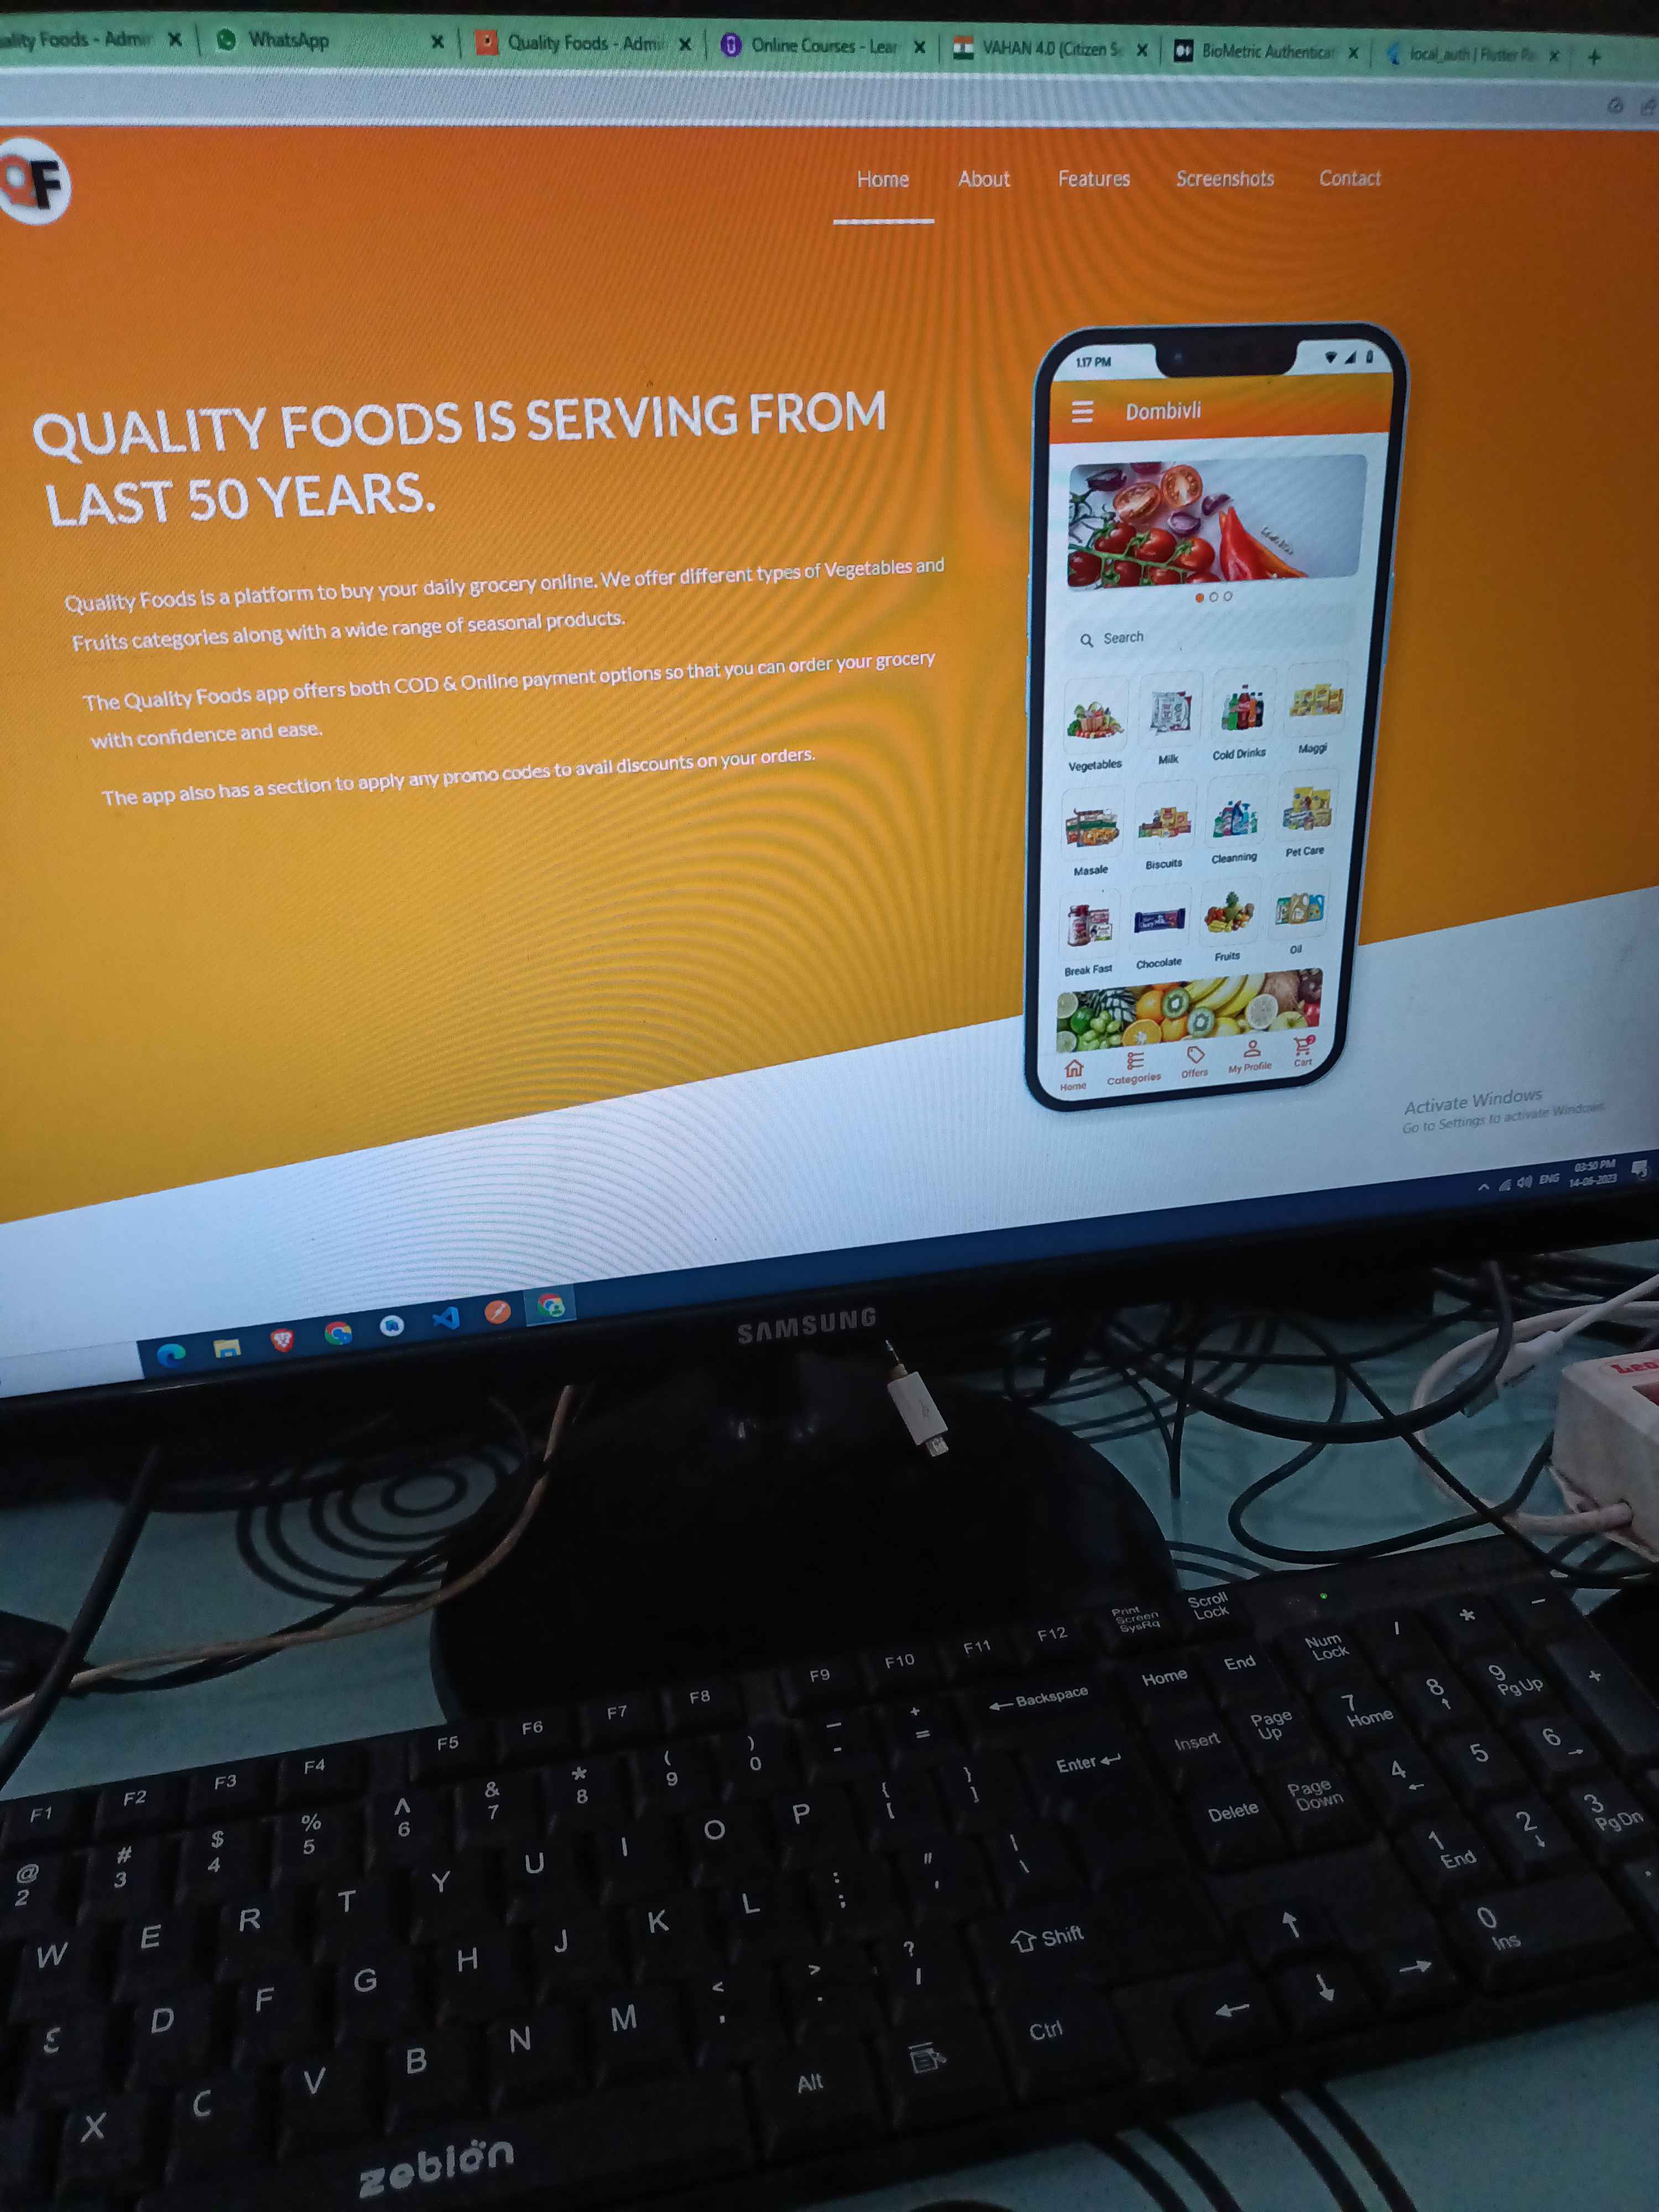 ality Foods - Admin
WhatsApp
Quality Foods - Admi
Online Courses - Lear
VAHAN 4.0 (Citizen Se
BioMetric Authenticat
local_auth | Flutter Pa
QF
Home
About
Features
Screenshots
Contact
QUALITY FOODS IS SERVING FROM
LAST 50 YEARS.
Quality Foods is a platform to buy your daily grocery online. We offer different types of Vegetables and
Fruits categories along with a wide range of seasonal products.
The Quality Foods app offers both COD & Online payment options so that you can order your grocery
with confidence and ease.
The app also has a section to apply any promo codes to avail discounts on your orders.
1:17 PM
Dombivli
Search
Vegetables
Milk
Cold Drinks
Maggi
Masale
Biscuits
Cleanning
Pet Care
Break Fast
Chocolate
Fruits
Oil
Home
Categories
Offers
My Profile
Cart
Activate Windows
Go to Settings to activate Windows.
ENG
03:50 PM
14-06-2023
SAMSUNG
Print Screen SysRq
Scroll Lock
F1 F2 F3 F4 F5 F6 F7 F8 F9 F10 F11 F12
@ 2 # 3 $ 4 % 5 ^ 6 & 7 * 8 ( 9 ) 0 — - + = ← Backspace
Home End Num Lock / * -
W E R T Y U I O P { [ } ] Enter
Insert Page Up 7 Home 8 ↑ 9 PgUp +
S D F G H J K L : ; " ' | \
Delete Page Down 4 ← 5 6 →
X C V B N M < , > . ? / Shift
↑ 1 End 2 ↓ 3 PgDn
Alt Ctrl
← ↓ → 0 Ins .
zebion